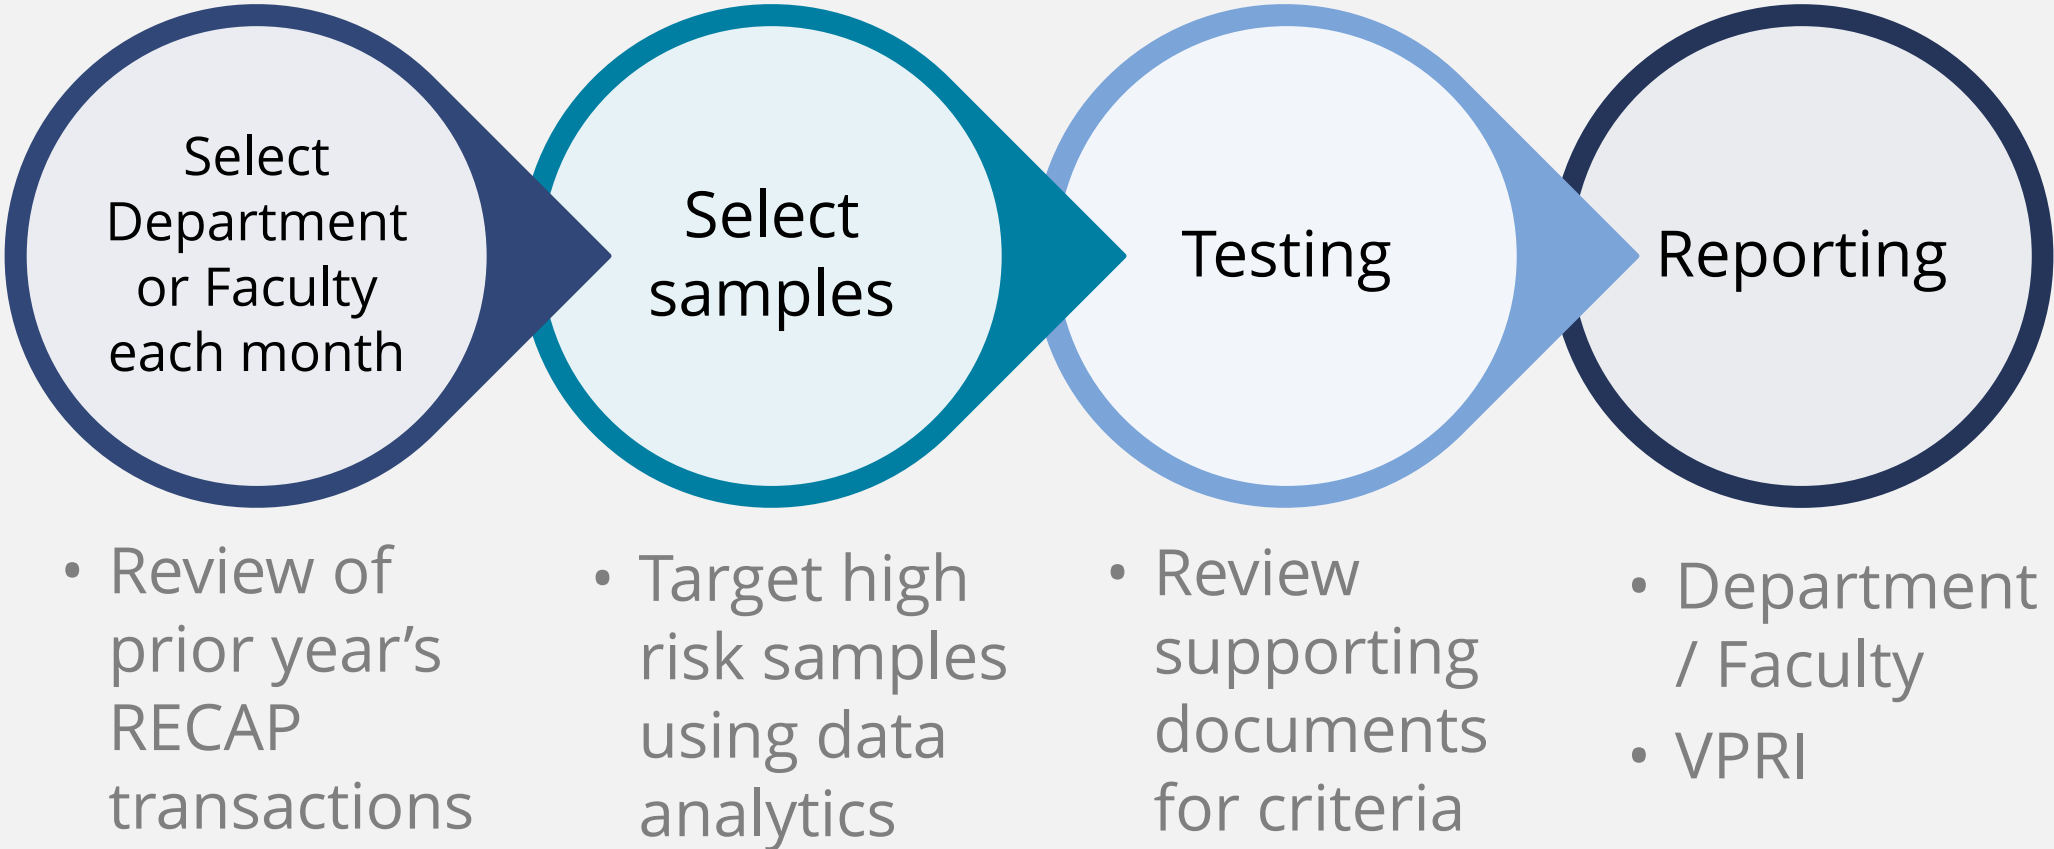 Select
Department
or Faculty
each month
Select
samples
Testing
Reporting
• Review of
prior year’s
RECAP
transactions
• Target high
risk samples
using data
analytics
• Review
supporting
documents
for criteria
• Department
/ Faculty
• VPRI